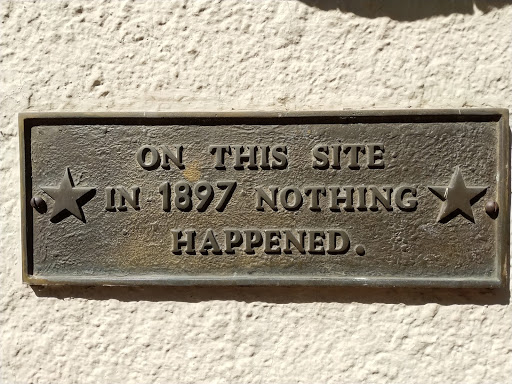 ON THIS SITE
IN 1897 NOTHING
HAPPENED.